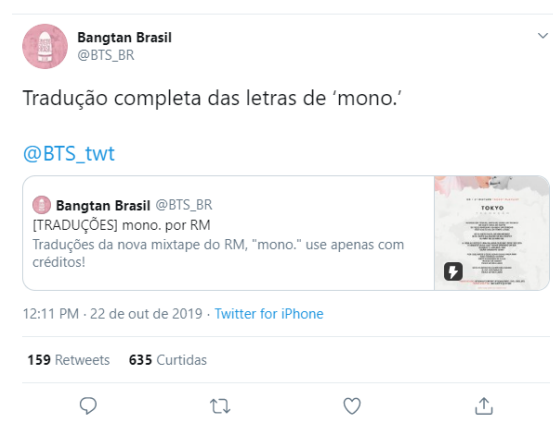 Bangtan Brasil
@BTS_BR
Tradução completa das letras de ‘mono.’
@BTS_twt
Bangtan Brasil @BTS_BR
[TRADUÇÕES] mono. por RM
Traduções da nova mixtape do RM, "mono." use apenas com
créditos!
TOKYO
12:11 PM · 22 de out de 2019 · Twitter for iPhone
159 Retweets 635 Curtidas